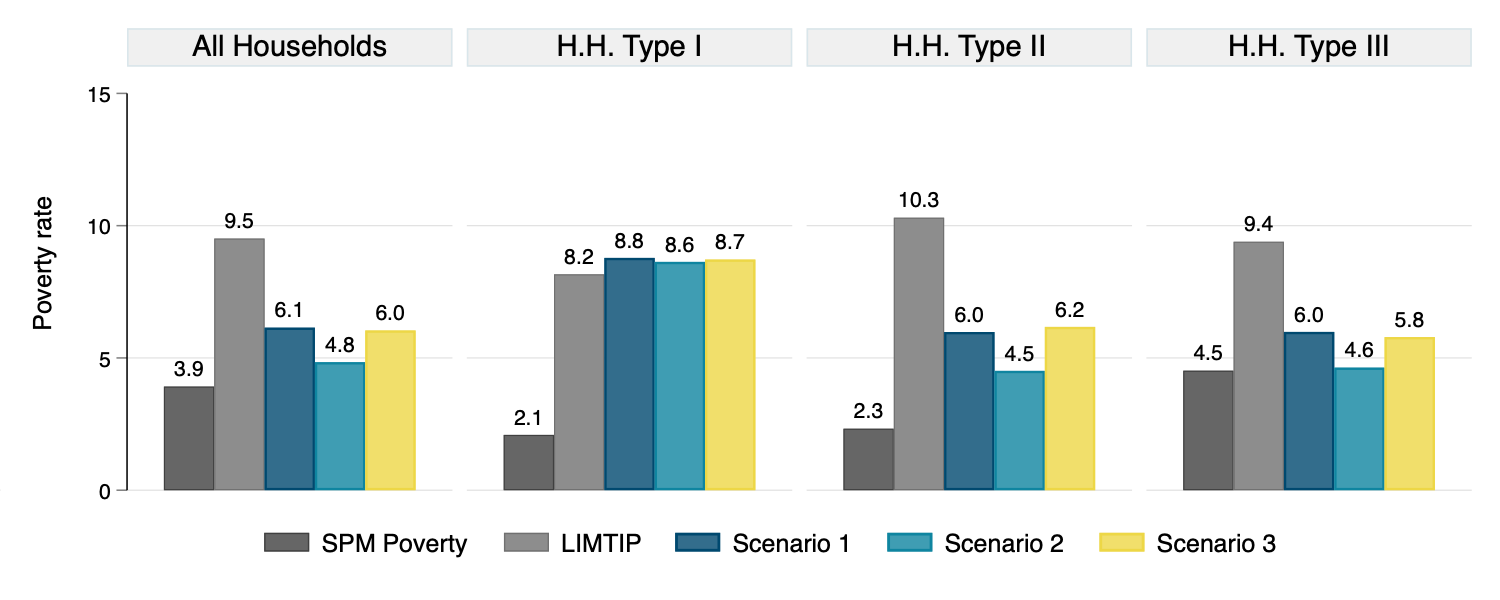 All Households H.H. Type I H.H. Type II H.H. Type III
Poverty rate
15
10
5
0
3.9 9.5 6.1 4.8 6.0
2.1 8.2 8.8 8.6 8.7
2.3 10.3 6.0 4.5 6.2
4.5 9.4 6.0 4.6 5.8
SPM Poverty LIMTIP Scenario 1 Scenario 2 Scenario 3